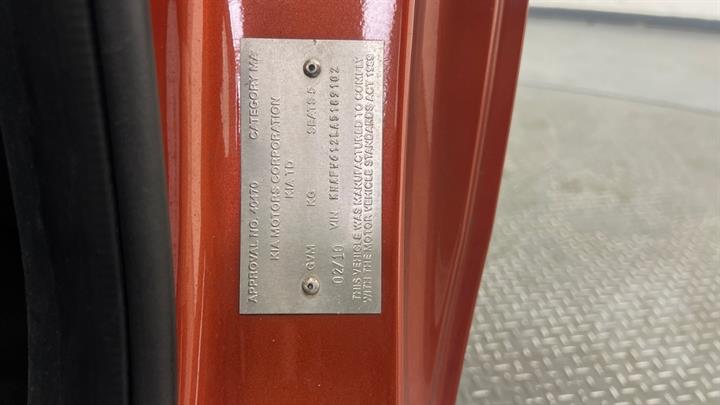 APPROVAL NO. 40470 CATEGORY MA
KIA MOTORS CORPORATION
KIA TD
GVM KG SEATS 5
02/10 VIN
THIS VEHICLE WAS MANUFACTURED TO COMPLY
WITH THE MOTOR VEHICLE STANDARDS ACT 1989